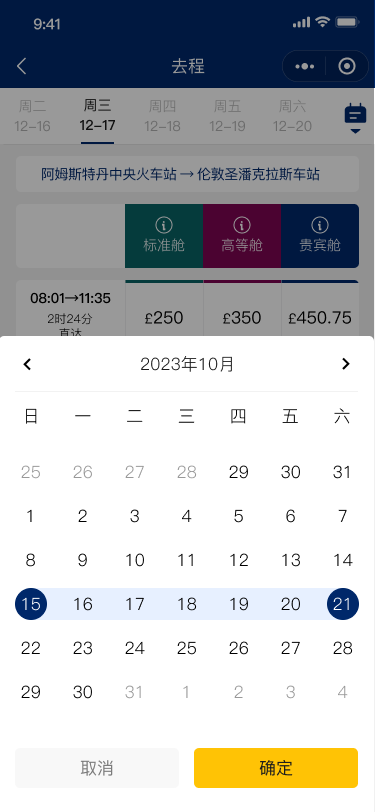 9:41
去程
周二 周三 周四 周五 周六
12-16 12-17 12-18 12-19 12-20
阿姆斯特丹中央火车站 → 伦敦圣潘克拉斯车站
标准舱 高等舱 贵宾舱
08:01→11:35
2时24分
直达
£250 £350 £450.75
2023年10月
日 一 二 三 四 五 六
25 26 27 28 29 30 31
1 2 3 4 5 6 7
8 9 10 11 12 13 14
15 16 17 18 19 20 21
22 23 24 25 26 27 28
29 30 31 1 2 3 4
取消 确定